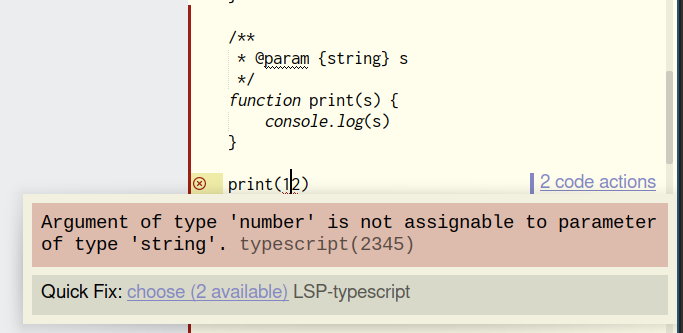 /**
* @param {string} s
*/
function print(s) {
console.log(s)
}
print(12)
2 code actions
Argument of type 'number' is not assignable to parameter
of type 'string'. typescript(2345)
Quick Fix: choose (2 available) LSP-typescript